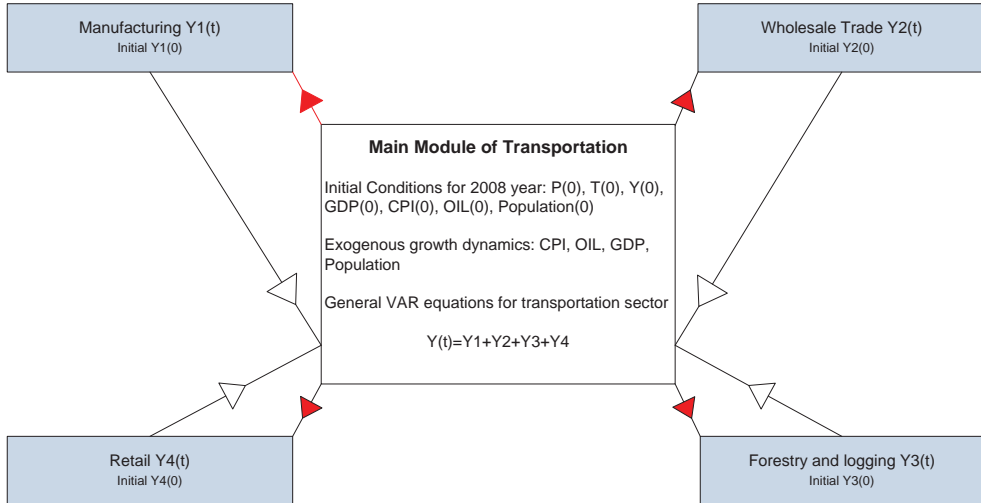 Manufacturing Y1(t)
Initial Y1(0)
Wholesale Trade Y2(t)
Initial Y2(0)
Main Module of Transportation
Initial Conditions for 2008 year: P(0), T(0), Y(0),
GDP(0), CPI(0), OIL(0), Population(0)
Exogenous growth dynamics: CPI, OIL, GDP,
Population
General VAR equations for transportation sector
Y(t)=Y1+Y2+Y3+Y4
Retail Y4(t)
Initial Y4(0)
Forestry and logging Y3(t)
Initial Y3(0)